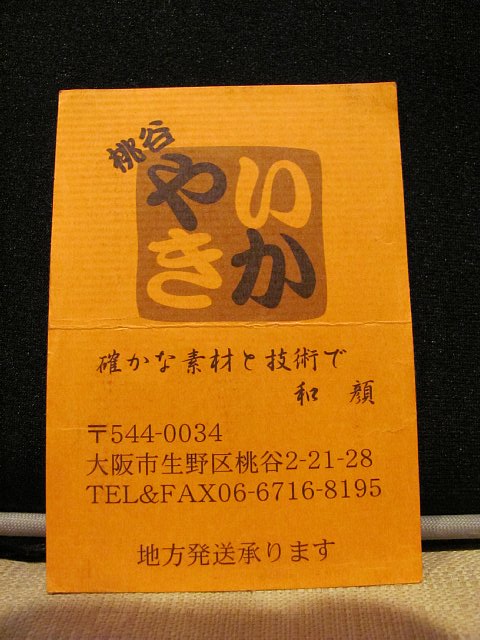 桃谷
いか
やき
確かな素材と技術で
和 顔
〒544-0034
大阪市生野区桃谷2-21-28
TEL&FAX06-6716-8195
地方発送承ります